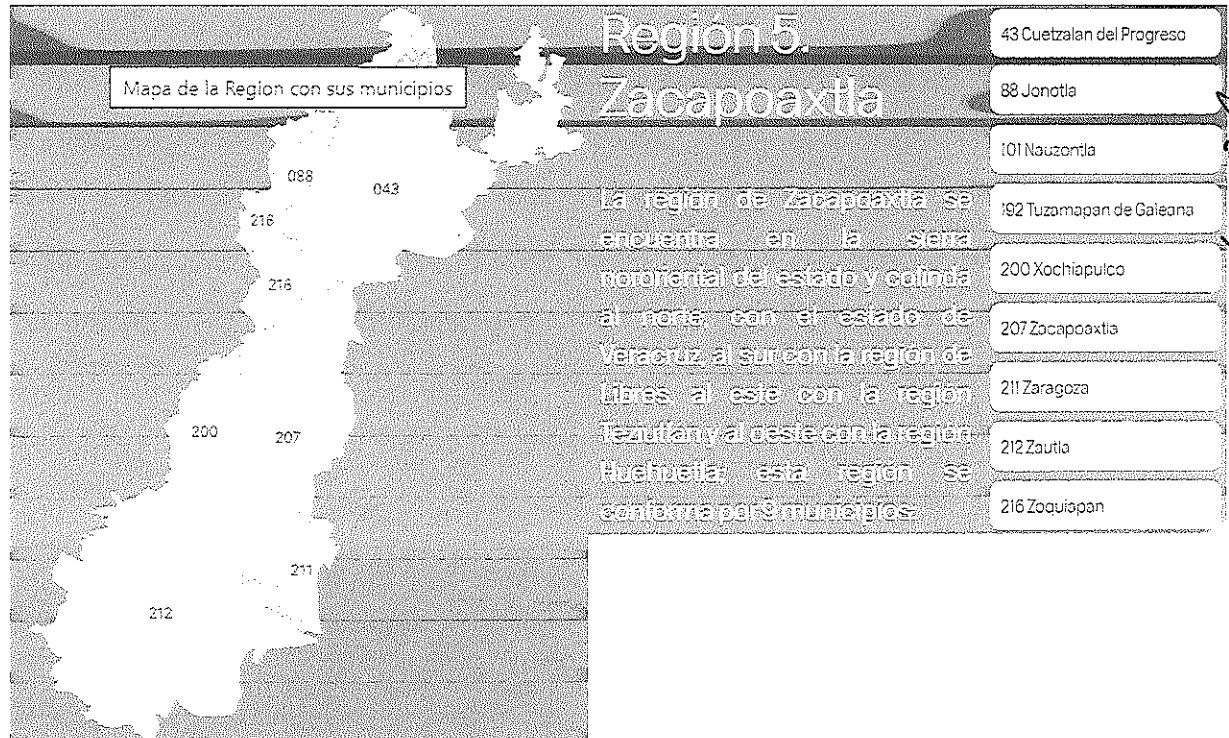 Mapa de la Region con sus municipios
088
043
216
216
200
207
211
212
Región 5.
Zacapoaxtla
La región de Zacapoaxtla se
encuentra en la sierra
nororiental del estado y colinda
al norte, con el estado de
Veracruz, al sur con la región de
Libres, al este con la región
Teziutlán y al oeste con la región
Huehuetla, esta región se
conforma por 9 municipios.
43 Cuetzalan del Progreso
88 Jonotla
101 Nauzontla
192 Tuzamapan de Galeana
200 Xochiapulco
207 Zacapoaxtla
211 Zaragoza
212 Zautla
216 Zoquiapan